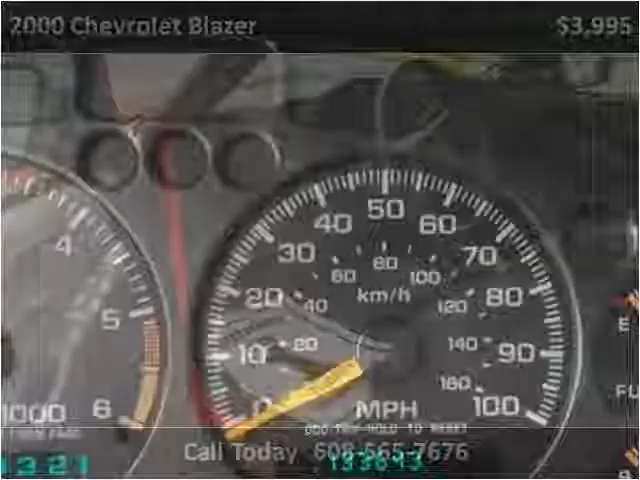 2000 Chevrolet Blazer $3,995
50
40 60
30 80 70
60 100
4 km/h
20 40 120 80
5
10 20 140 90
160
0 MPH 100
1000 6
Call Today 608-565-7676